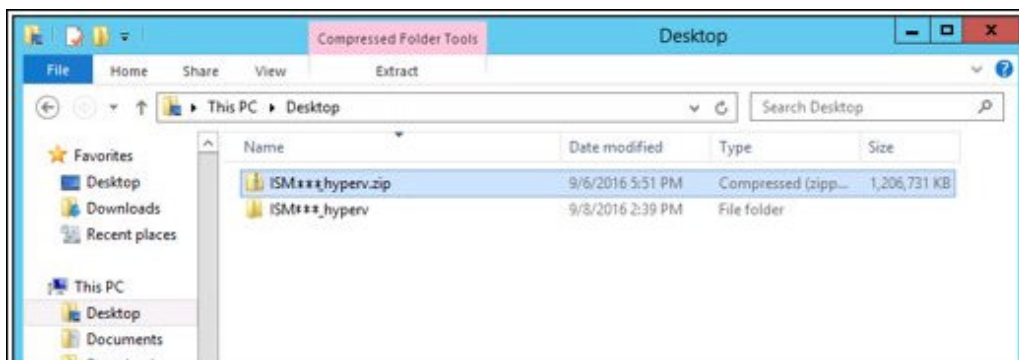 Compressed Folder Tools Desktop
File Home Share View Extract
This PC Desktop Search Desktop
Name Date modified Type Size
Favorites
Desktop ISM***_hyperv.zip 9/6/2016 5:51 PM Compressed (zipp... 1,206,731 KB
Downloads ISM***_hyperv 9/8/2016 2:39 PM File folder
Recent places
This PC
Desktop
Documents